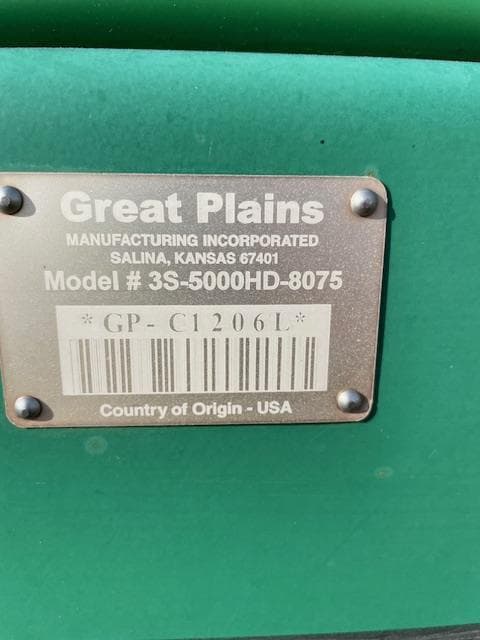 Great Plains
MANUFACTURING INCORPORATED
SALINA, KANSAS 67401
Model # 3S-5000HD-8075
*GP- C1206L*
Country of Origin - USA